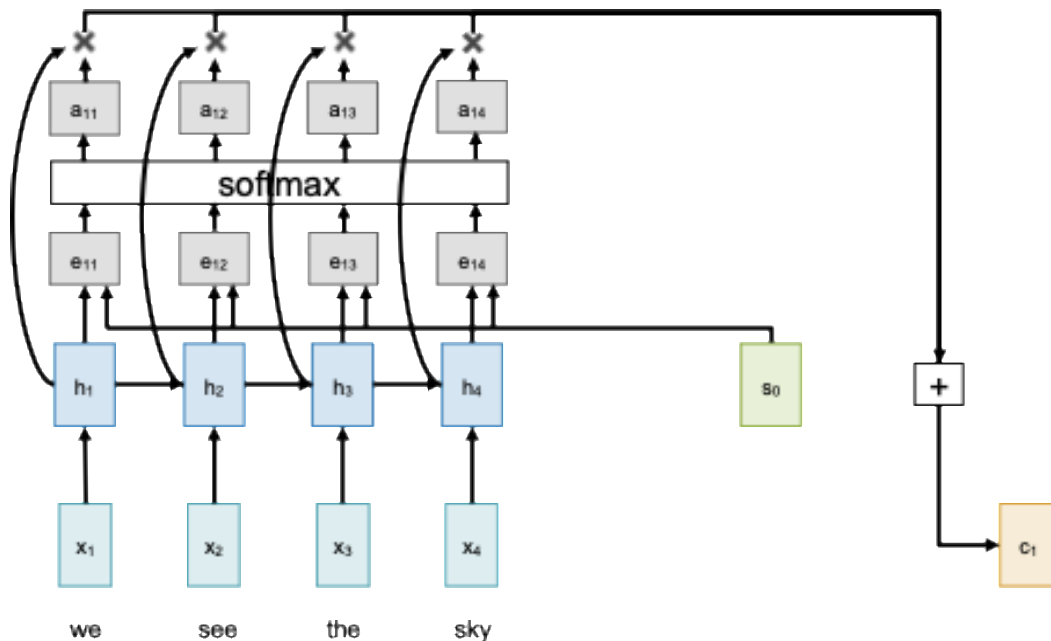 a₁₁ a₁₂ a₁₃ a₁₄
softmax
e₁₁ e₁₂ e₁₃ e₁₄
h₁ h₂ h₃ h₄ s₀ +
x₁ x₂ x₃ x₄ c₁
we see the sky